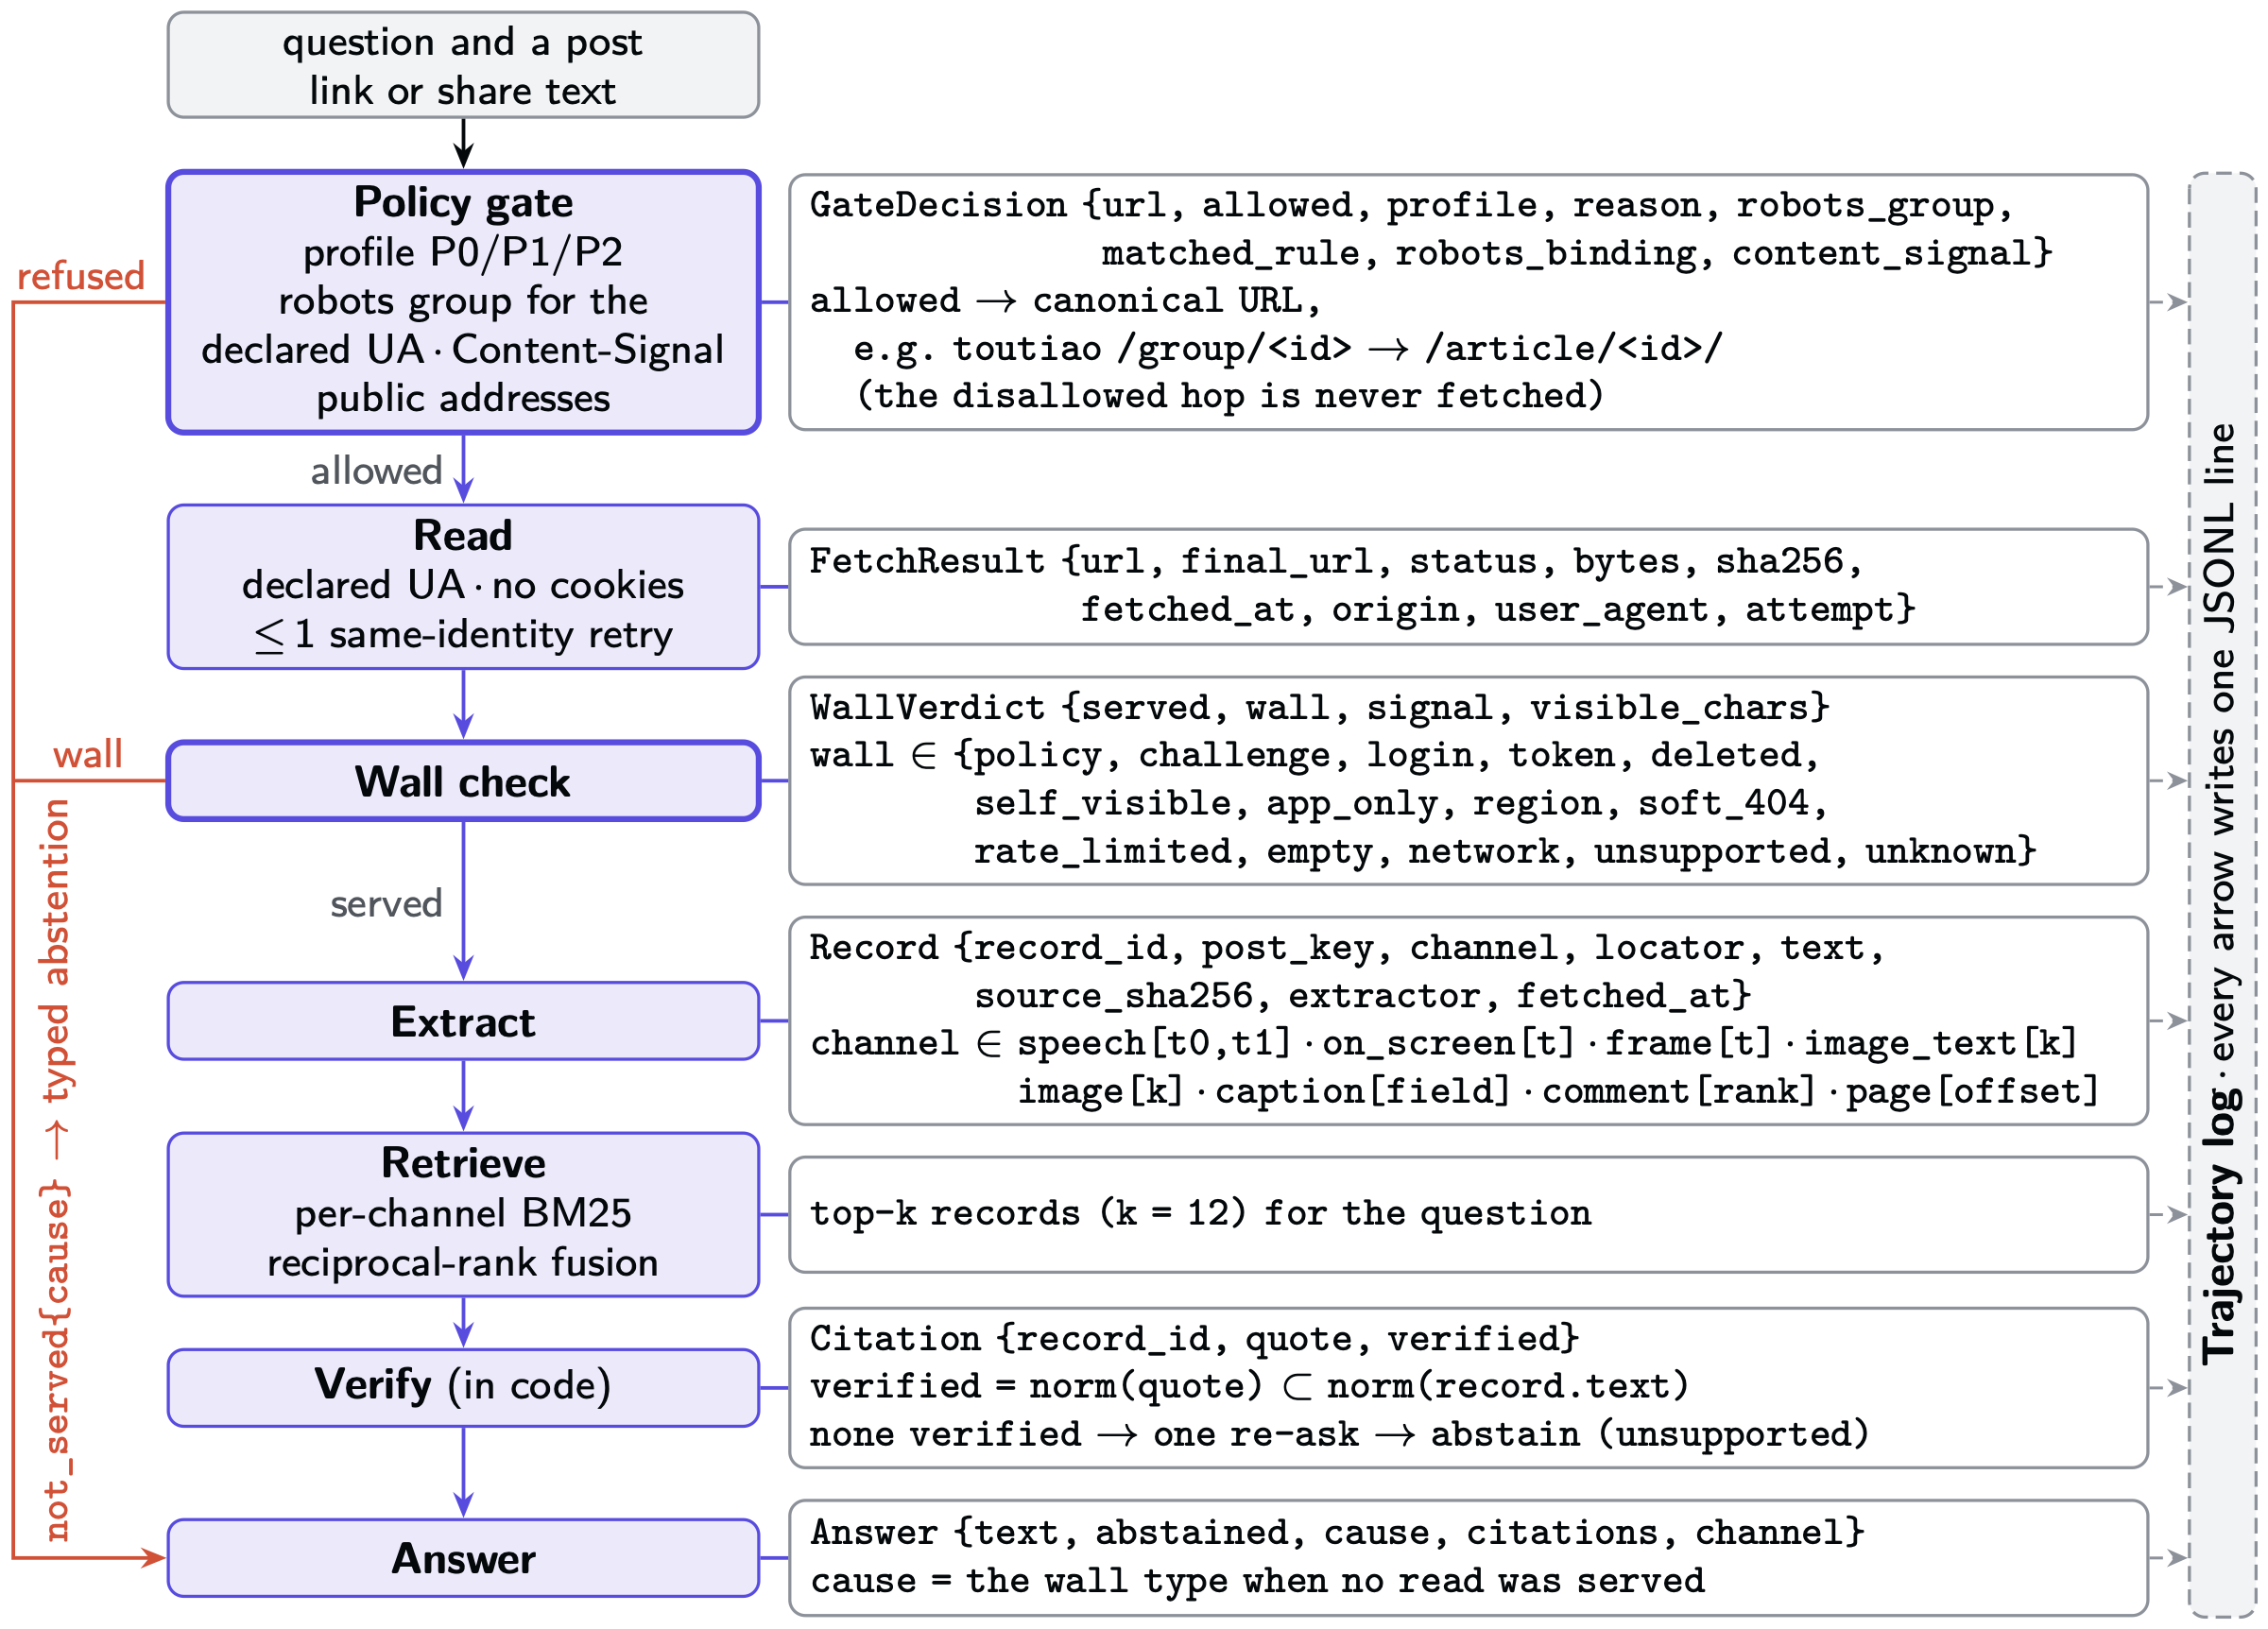 question and a post
link or share text
Policy gate
profile P0/P1/P2
robots group for the
declared UA · Content-Signal
public addresses
GateDecision {url, allowed, profile, reason, robots_group,
matched_rule, robots_binding, content_signal}
allowed → canonical URL,
e.g. toutiao /group/<id> → /article/<id>/
(the disallowed hop is never fetched)
refused
allowed
Read
declared UA · no cookies
≤ 1 same-identity retry
FetchResult {url, final_url, status, bytes, sha256,
fetched_at, origin, user_agent, attempt}
wall
Wall check
WallVerdict {served, wall, signal, visible_chars}
wall ∈ {policy, challenge, login, token, deleted,
self_visible, app_only, region, soft_404,
rate_limited, empty, network, unsupported, unknown}
served
Extract
Record {record_id, post_key, channel, locator, text,
source_sha256, extractor, fetched_at}
channel ∈ speech[t0,t1] · on_screen[t] · frame[t] · image_text[k]
image[k] · caption[field] · comment[rank] · page[offset]
Retrieve
per-channel BM25
reciprocal-rank fusion
top-k records (k = 12) for the question
Verify (in code)
Citation {record_id, quote, verified}
verified = norm(quote) ⊂ norm(record.text)
none verified → one re-ask → abstain (unsupported)
Answer
Answer {text, abstained, cause, citations, channel}
cause = the wall type when no read was served
not_served{cause} → typed abstention
Trajectory log · every arrow writes one JSONL line